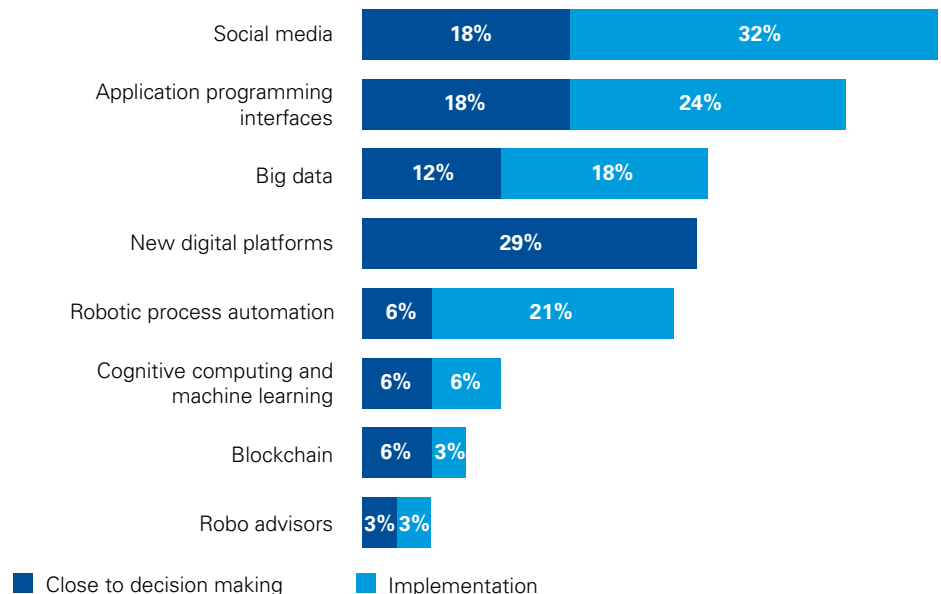 Social media
18%
32%
Application programming
interfaces
18%
24%
Big data
12%
18%
New digital platforms
29%
Robotic process automation
6%
21%
Cognitive computing and
machine learning
6%
6%
Blockchain
6%
3%
Robo advisors
3%
3%
Close to decision making
Implementation